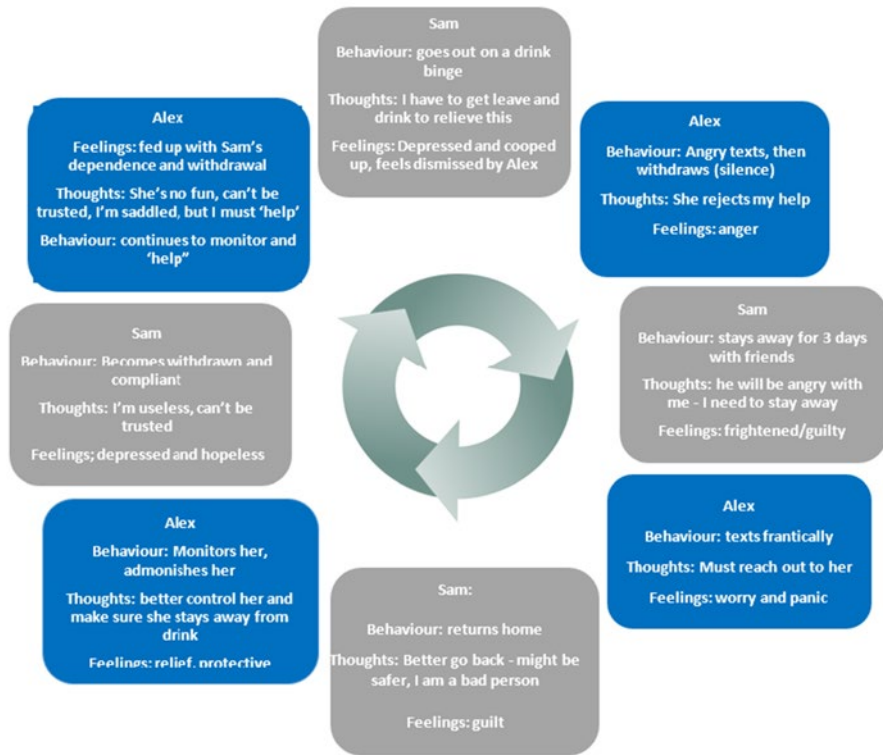 Sam
Behaviour: goes out on a drink
binge
Thoughts: I have to get leave and
drink to relieve this
Feelings: Depressed and cooped
up, feels dismissed by Alex
Alex
Behaviour: Angry texts, then
withdraws (silence)
Thoughts: She rejects my help
Feelings: anger
Sam
Behaviour: stays away for 3 days
with friends
Thoughts: he will be angry with
me - I need to stay away
Feelings: frightened/guilty
Alex
Behaviour: texts frantically
Thoughts: Must reach out to her
Feelings: worry and panic
Sam:
Behaviour: returns home
Thoughts: Better go back - might be
safer, I am a bad person
Feelings: guilt
Alex
Behaviour: Monitors her,
admonishes her
Thoughts: better control her and
make sure she stays away from
drink
Feelings: relief, protective
Sam
Behaviour: Becomes withdrawn and
compliant
Thoughts: I'm useless, can't be
trusted
Feelings; depressed and hopeless
Alex
Feelings: fed up with Sam's
dependence and withdrawal
Thoughts: She's no fun, can't be
trusted, I'm saddled, but I must 'help'
Behaviour: continues to monitor and
'help"